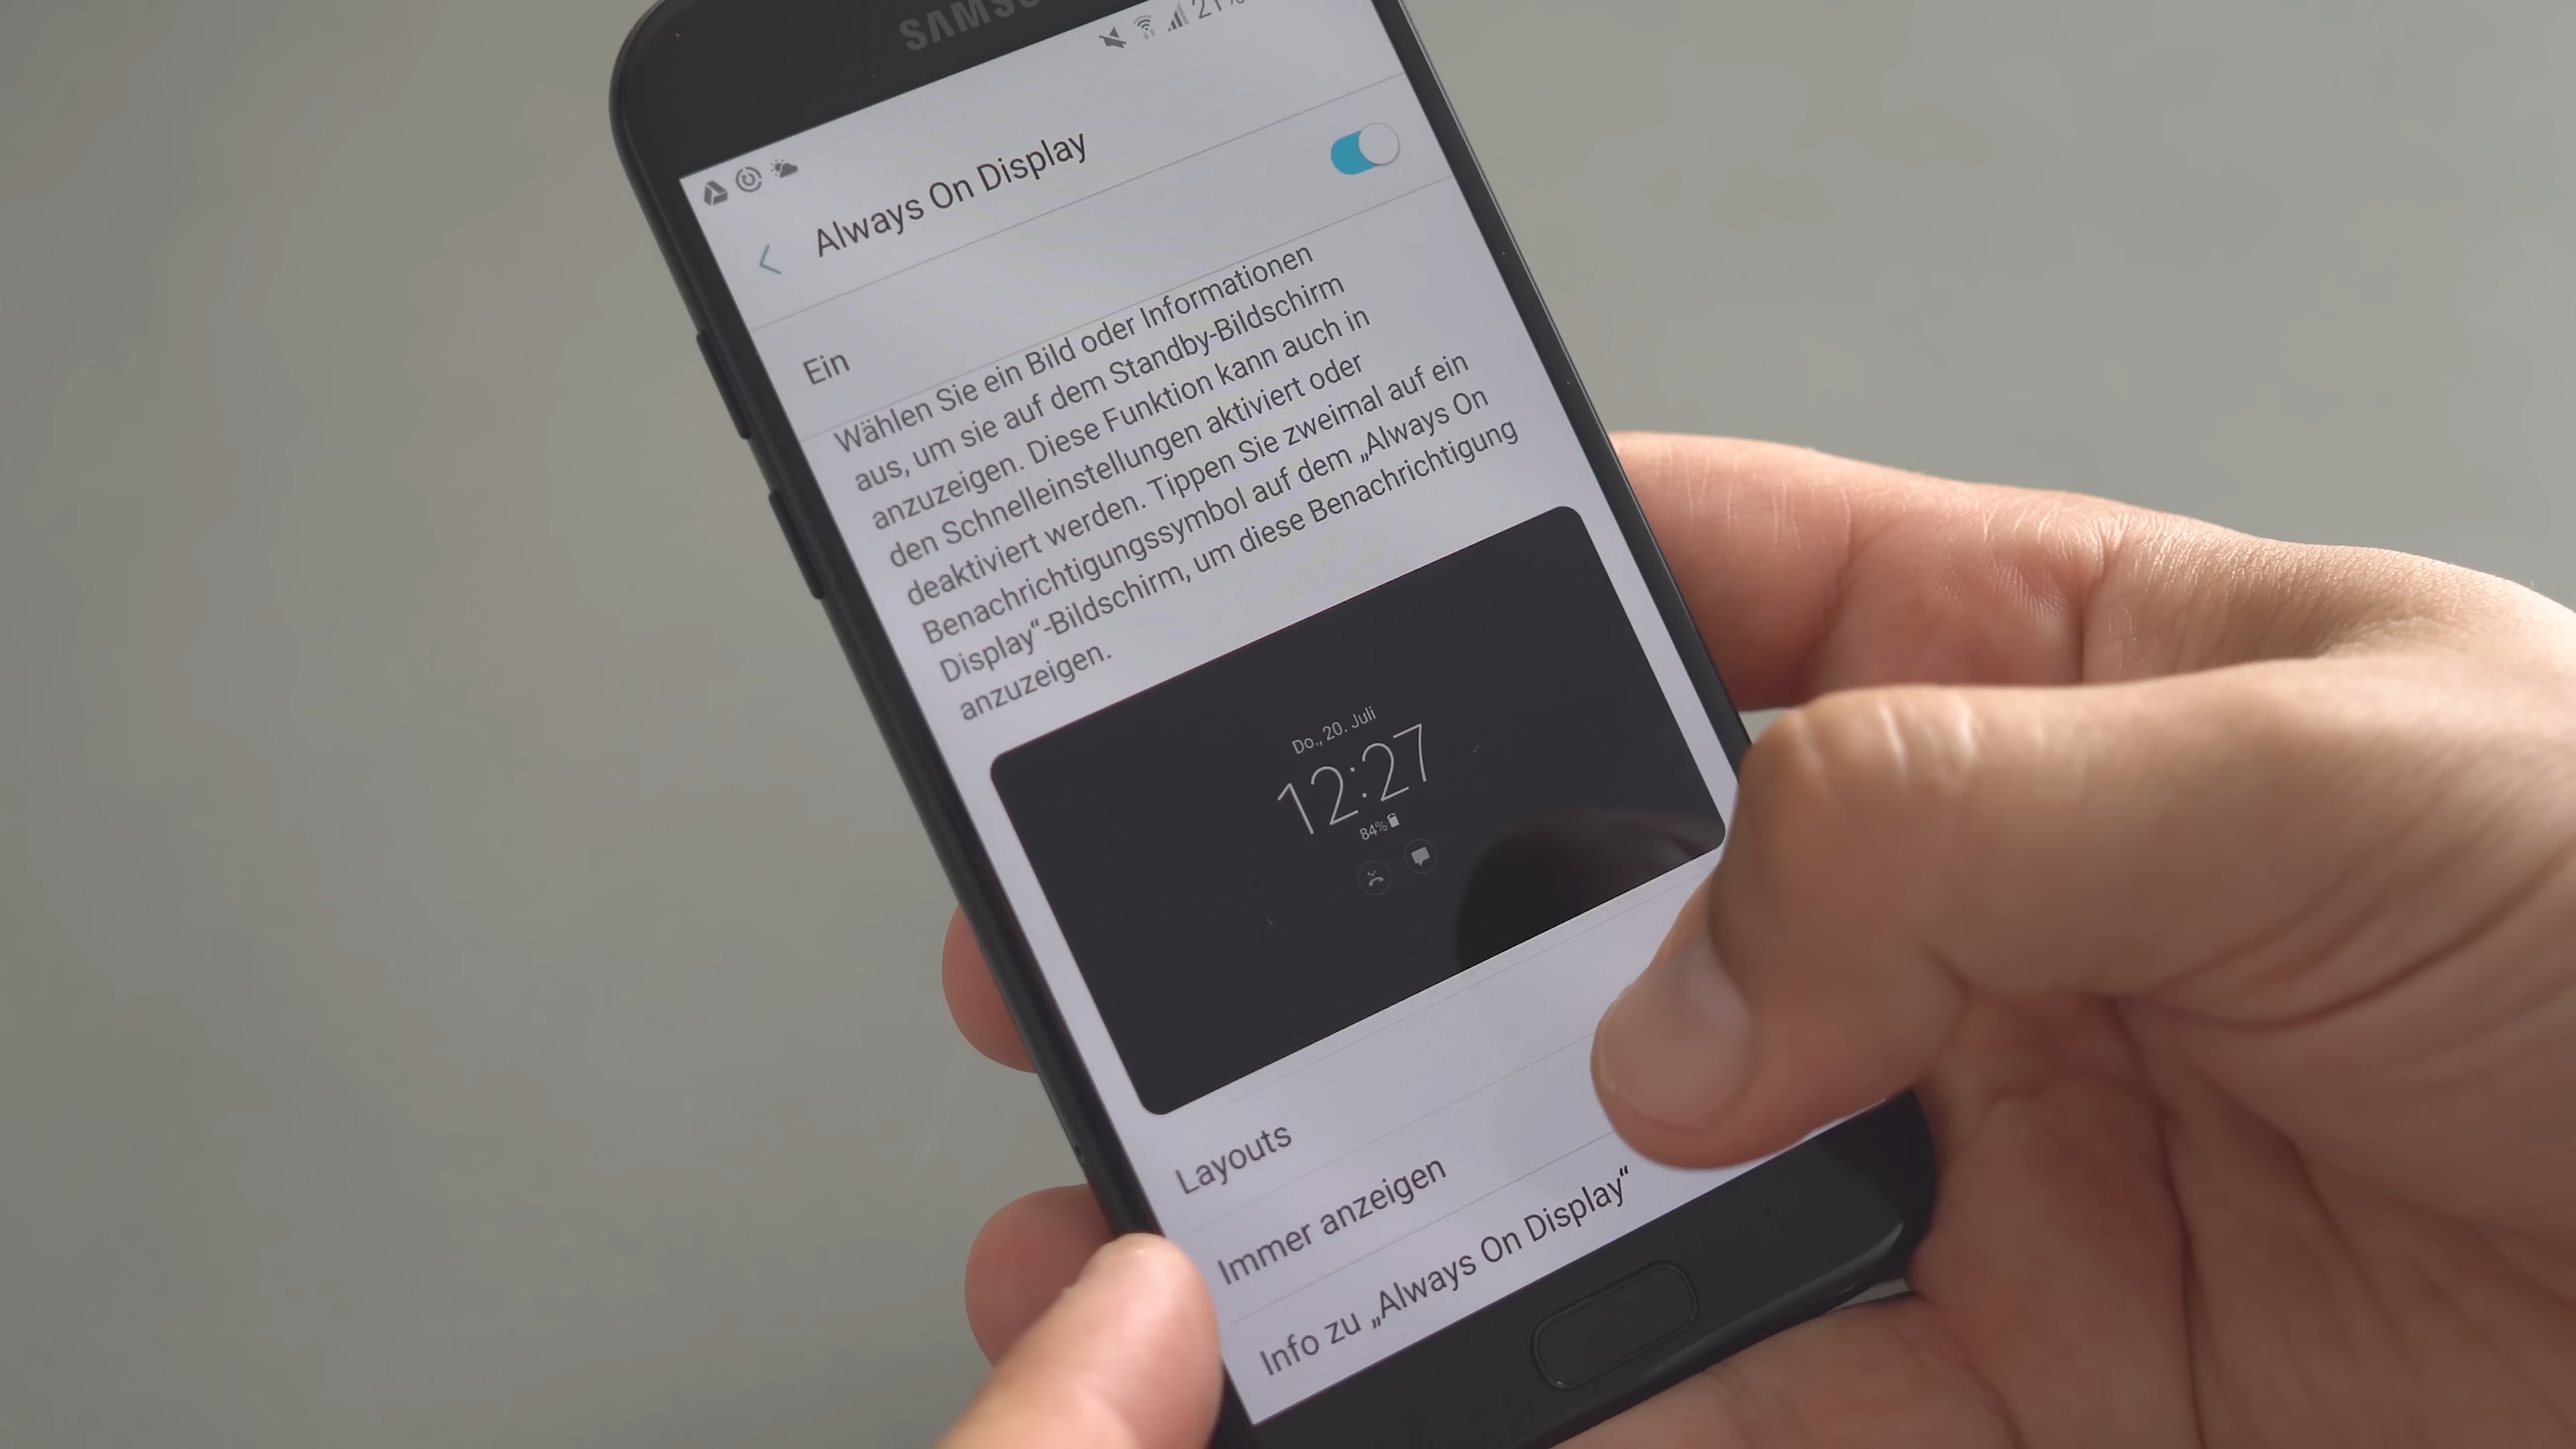 SAMSUNG
21%
Always On Display
Ein
Wählen Sie ein Bild oder Informationen
aus, um sie auf dem Standby-Bildschirm
anzuzeigen. Diese Funktion kann auch in
den Schnelleinstellungen aktiviert oder
deaktiviert werden. Tippen Sie zweimal auf ein
Benachrichtigungssymbol auf dem „Always On
Display“-Bildschirm, um diese Benachrichtigung
anzuzeigen.
Do., 20. Juli
12:27
84%
Layouts
Immer anzeigen
Info zu „Always On Display“